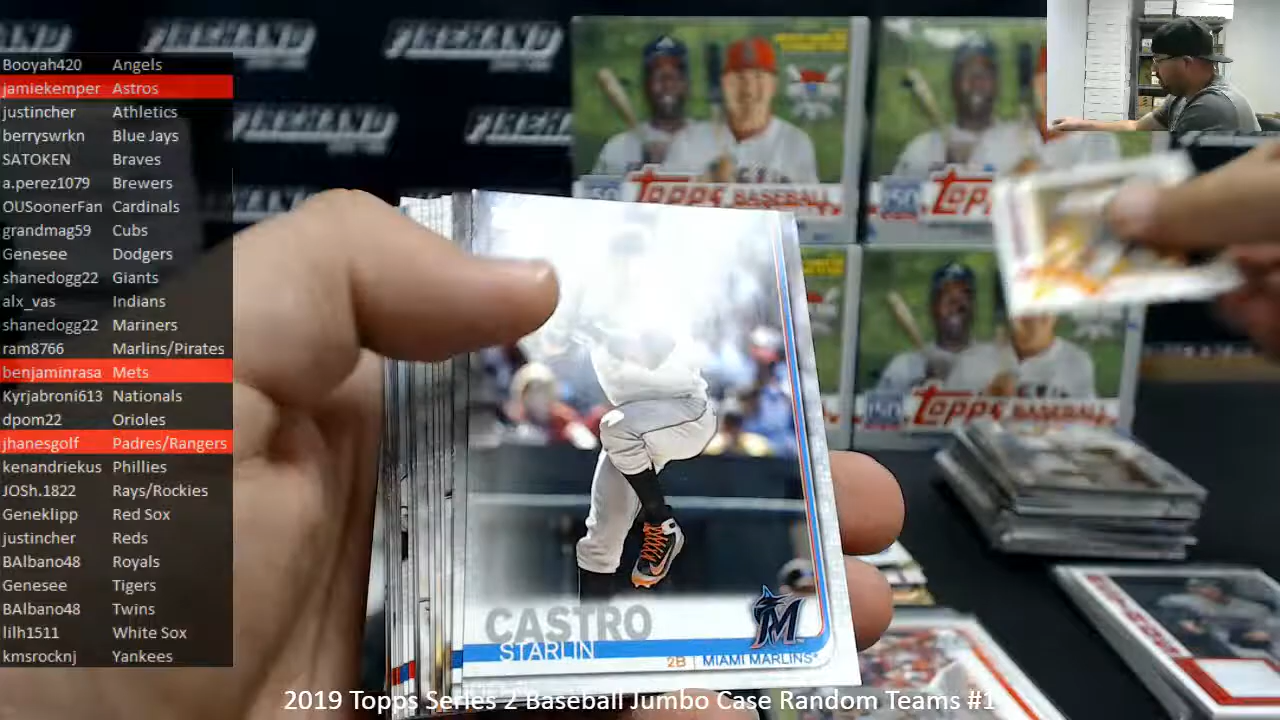 FIREHAND FIREHAND
FIREHAND
Booyah420 Angels
jamiekemper Astros
justincher Athletics
berryswrkn Blue Jays
SATOKEN Braves
a.perez1079 Brewers
OUSoonerFan Cardinals
grandmag59 Cubs
Genesee Dodgers
shanedogg22 Giants
alx_vas Indians
shanedogg22 Mariners
ram8766 Marlins/Pirates
benjaminrasa Mets
Kyrjabroni613 Nationals
dpom22 Orioles
jhanesgolf Padres/Rangers
kenandriekus Phillies
JOSh.1822 Rays/Rockies
Geneklipp Red Sox
justincher Reds
BAlbano48 Royals
Genesee Tigers
BAlbano48 Twins
lilh1511 White Sox
kmsrocknj Yankees
150 TOPPS BASEBALL
150 TOPPS
150 TOPPS BASEBALL
CASTRO
STARLIN
M
2B MIAMI MARLINS
2019 Topps Series 2 Baseball Jumbo Case Random Teams #1